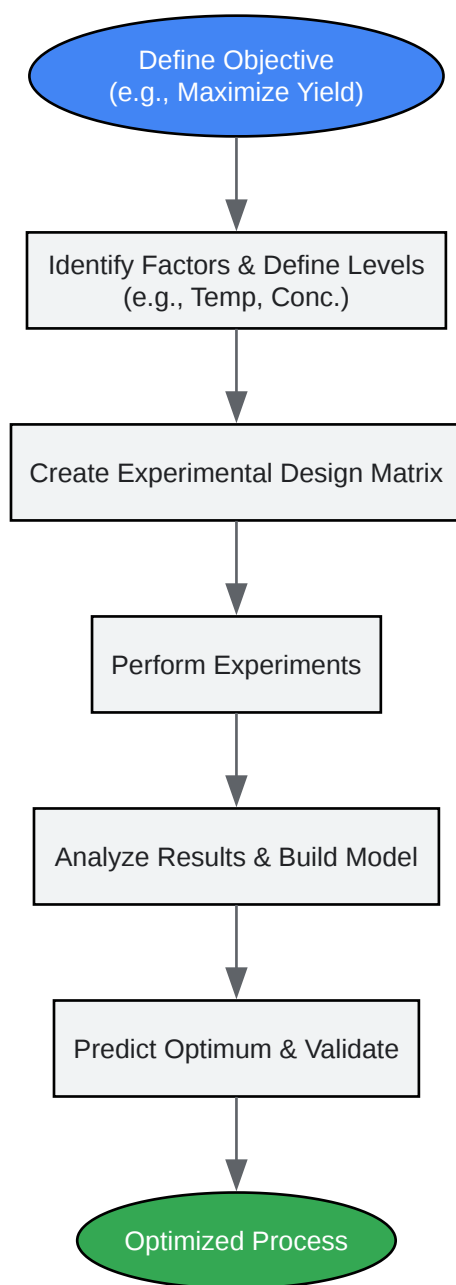 Define Objective
(e.g., Maximize Yield)
Identify Factors & Define Levels
(e.g., Temp, Conc.)
Create Experimental Design Matrix
Perform Experiments
Analyze Results & Build Model
Predict Optimum & Validate
Optimized Process